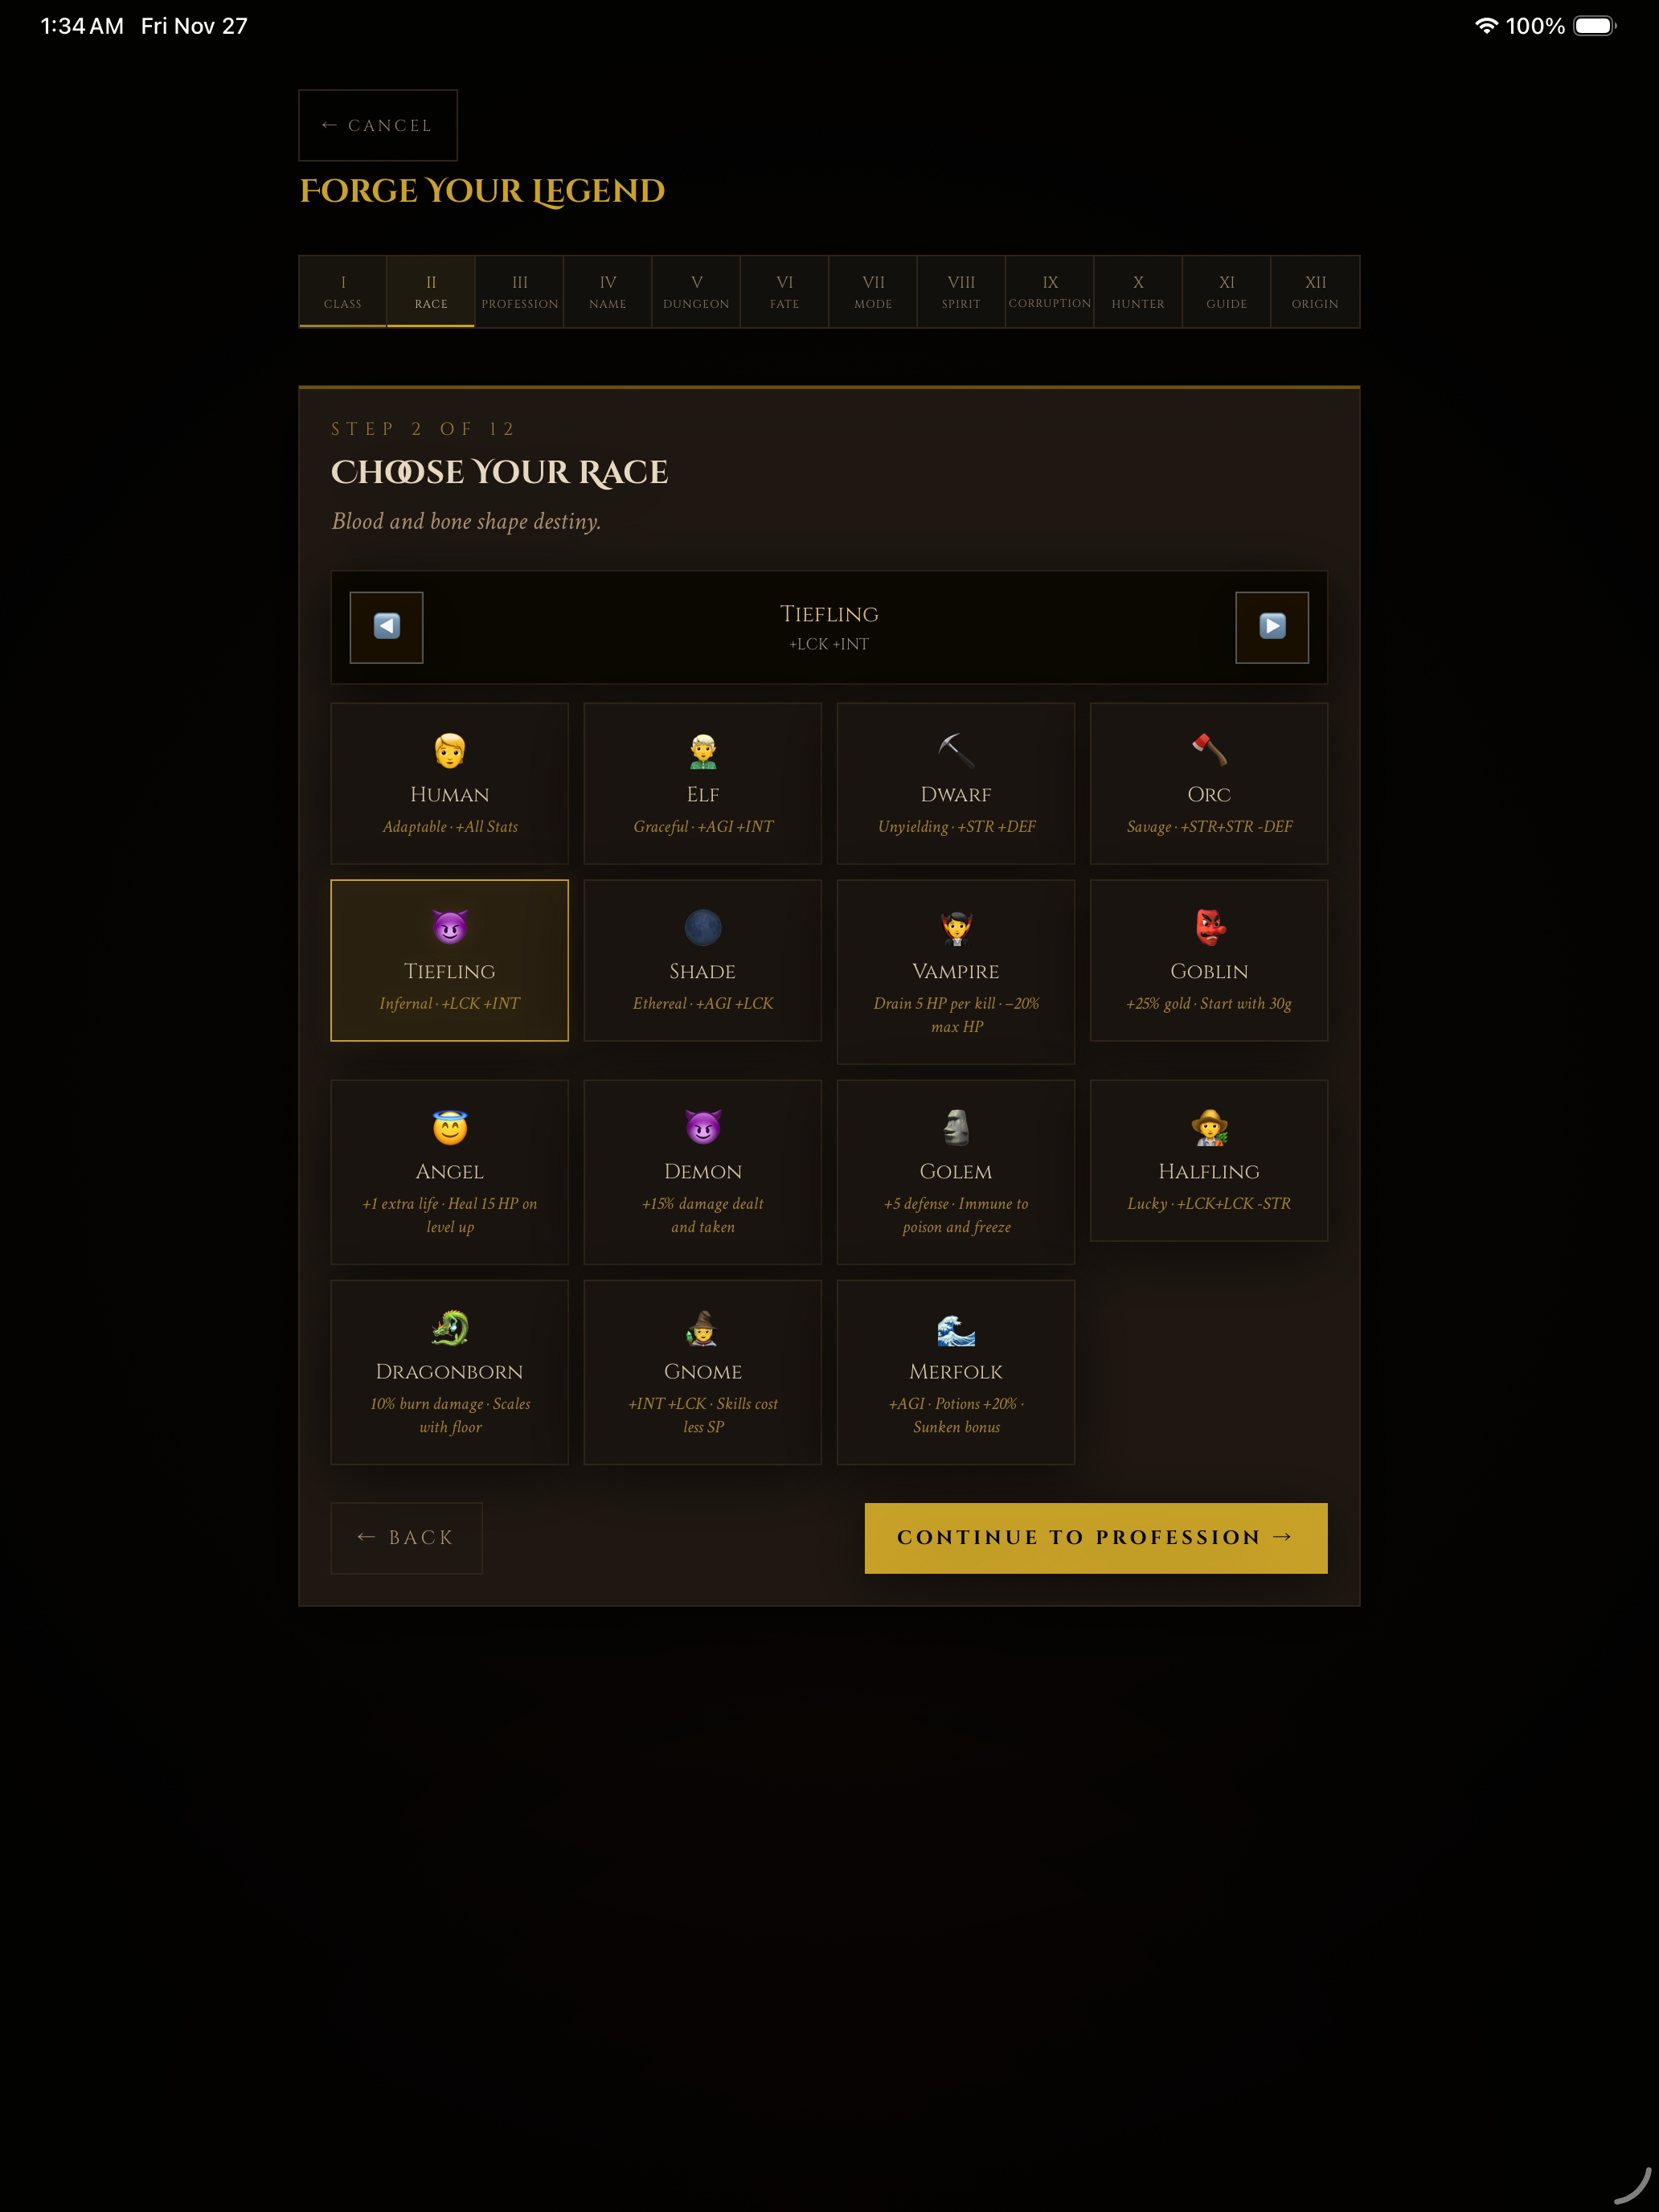 1:34 AM Fri Nov 27
100%
← CANCEL
Forge Your Legend
I
CLASS
II
RACE
III
PROFESSION
IV
NAME
V
DUNGEON
VI
FATE
VII
MODE
VIII
SPIRIT
IX
CORRUPTION
X
HUNTER
XI
GUIDE
XII
ORIGIN
STEP 2 OF 12
Choose Your Race
Blood and bone shape destiny.
Tiefling
+LCK +INT
Human
Adaptable · +All Stats
Elf
Graceful · +AGI +INT
Dwarf
Unyielding · +STR +DEF
Orc
Savage · +STR+STR -DEF
Tiefling
Infernal · +LCK +INT
Shade
Ethereal · +AGI +LCK
Vampire
Drain 5 HP per kill · −20%
max HP
Goblin
+25% gold · Start with 30g
Angel
+1 extra life · Heal 15 HP on
level up
Demon
+15% damage dealt
and taken
Golem
+5 defense · Immune to
poison and freeze
Halfling
Lucky · +LCK+LCK -STR
Dragonborn
10% burn damage · Scales
with floor
Gnome
+INT +LCK · Skills cost
less SP
Merfolk
+AGI · Potions +20% ·
Sunken bonus
← BACK
CONTINUE TO PROFESSION →